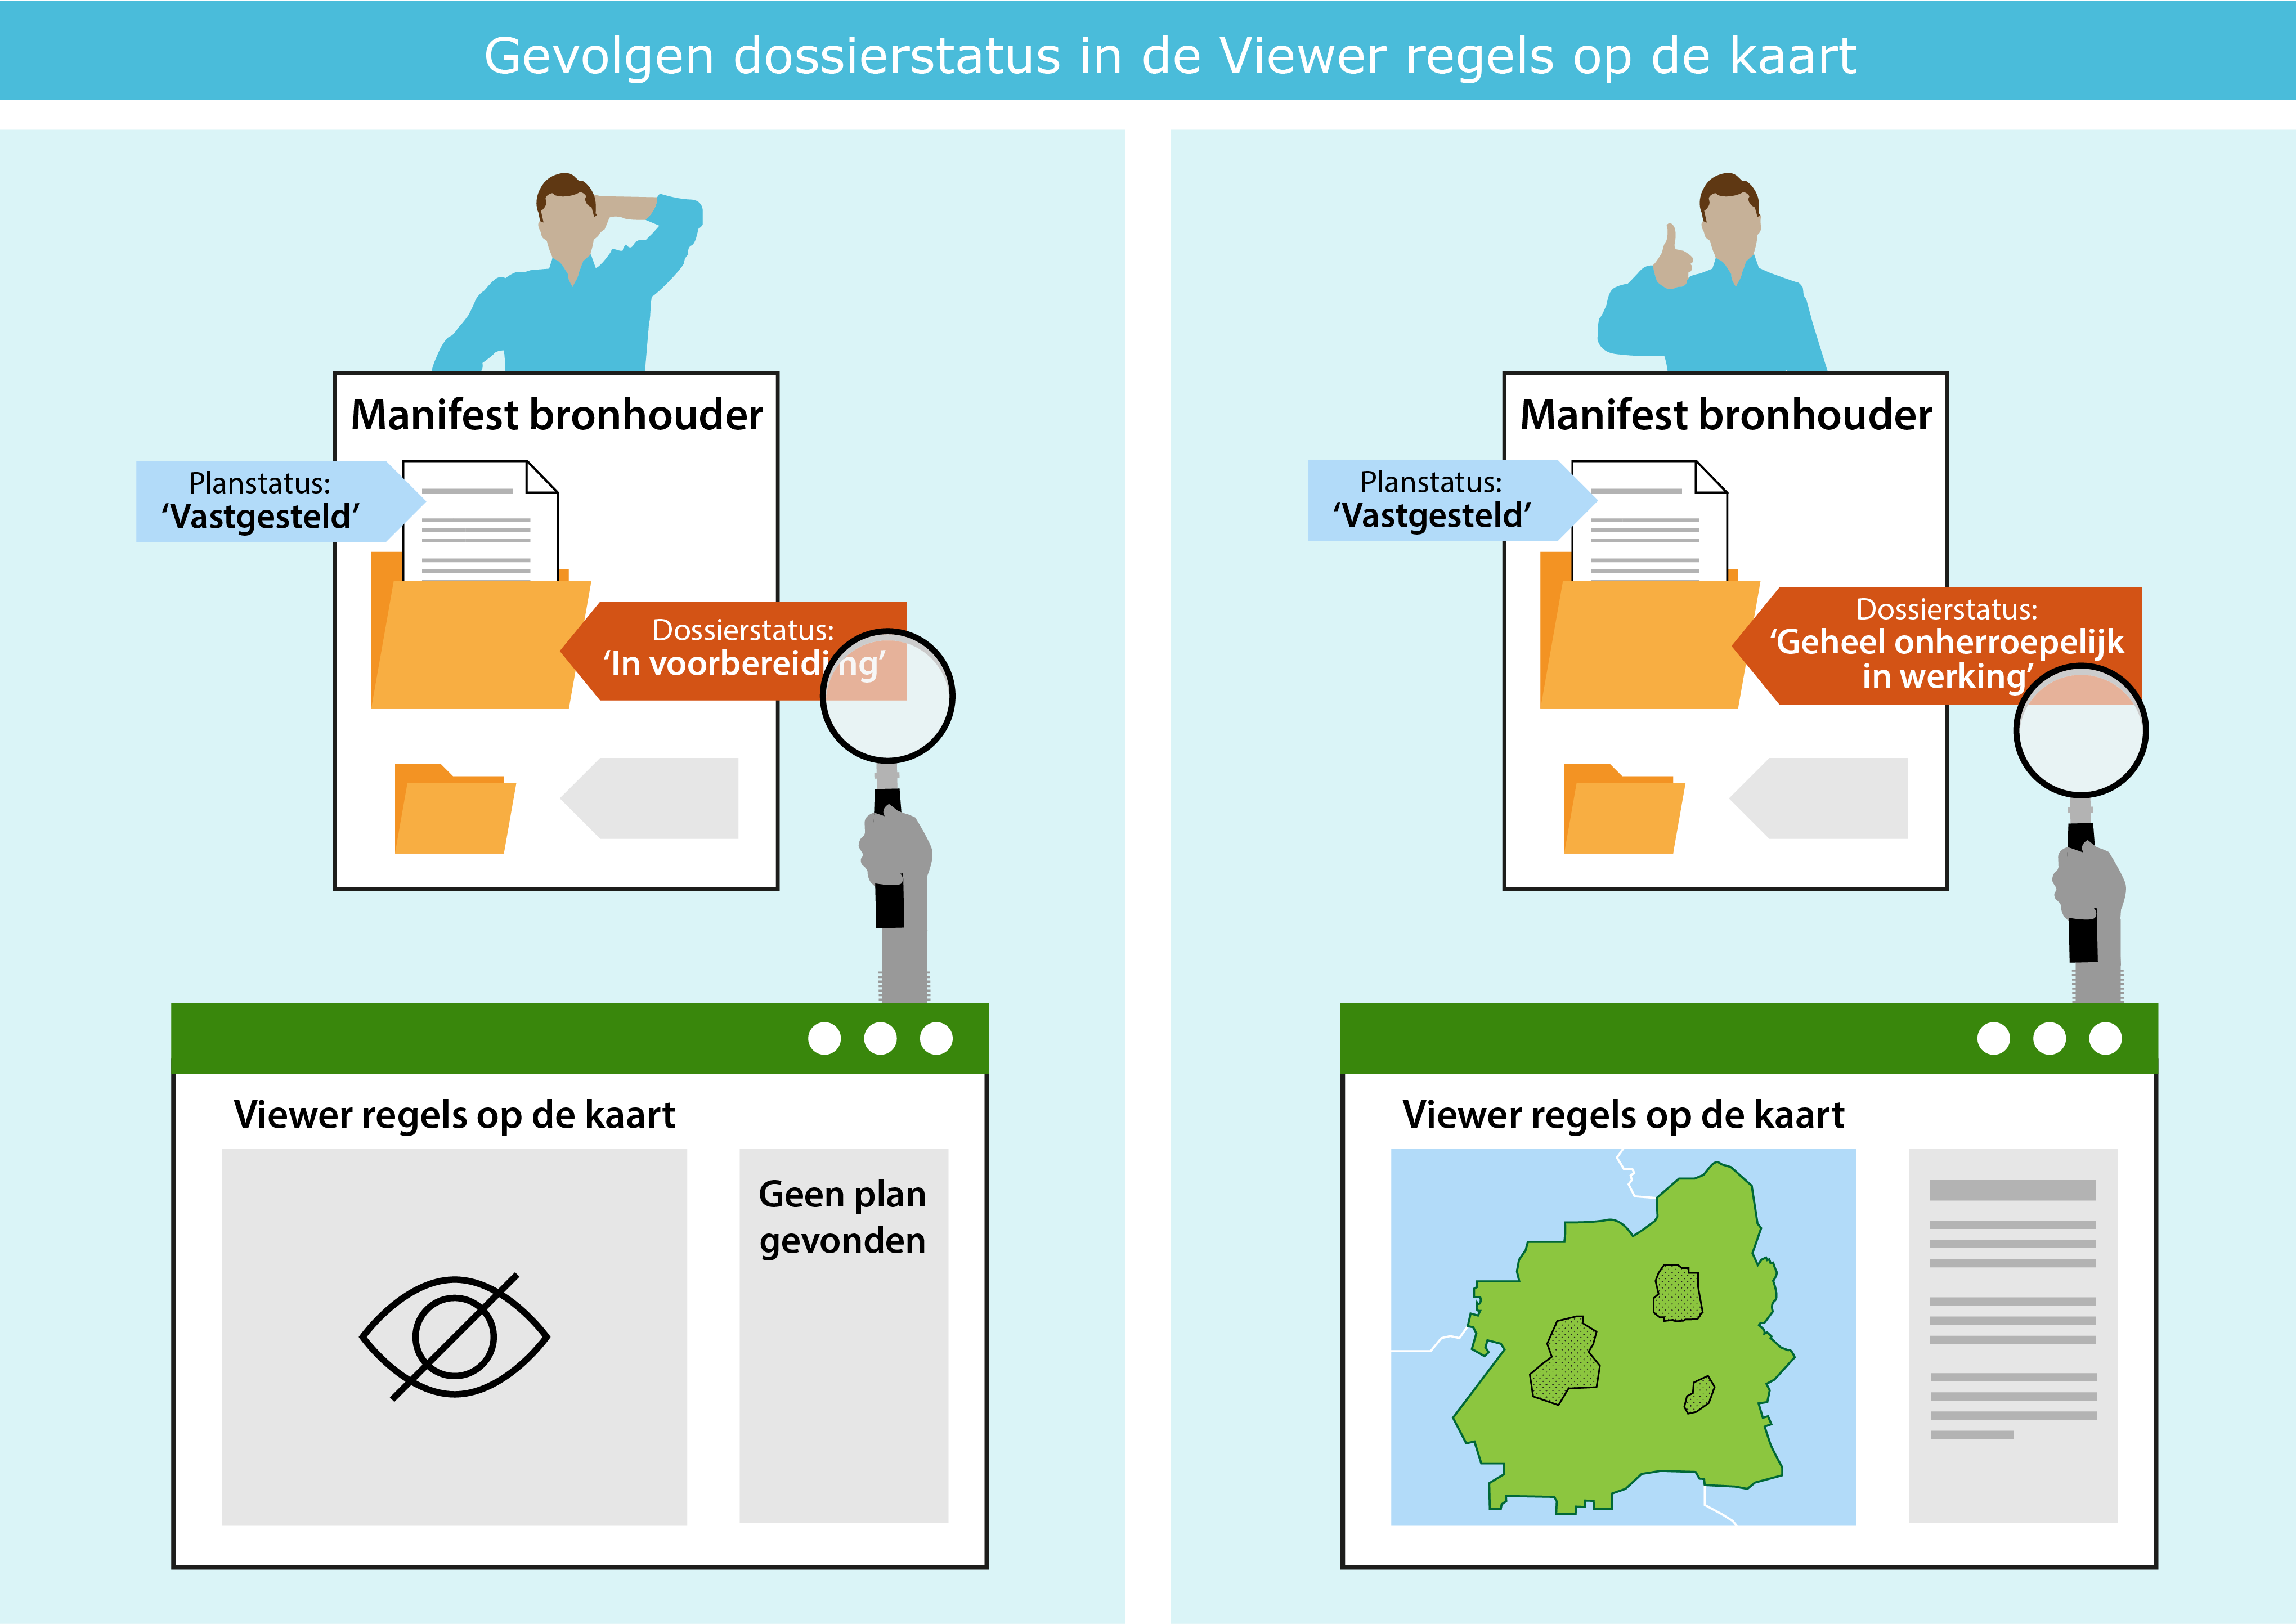 Gevolgen dossierstatus in de Viewer regels op de kaart
Manifest bronhouder
Planstatus:
‘Vastgesteld’
Dossierstatus:
‘In voorbereiding’
Viewer regels op de kaart
Geen plan
gevonden
Manifest bronhouder
Planstatus:
‘Vastgesteld’
Dossierstatus:
‘Geheel onherroepelijk
in werking’
Viewer regels op de kaart